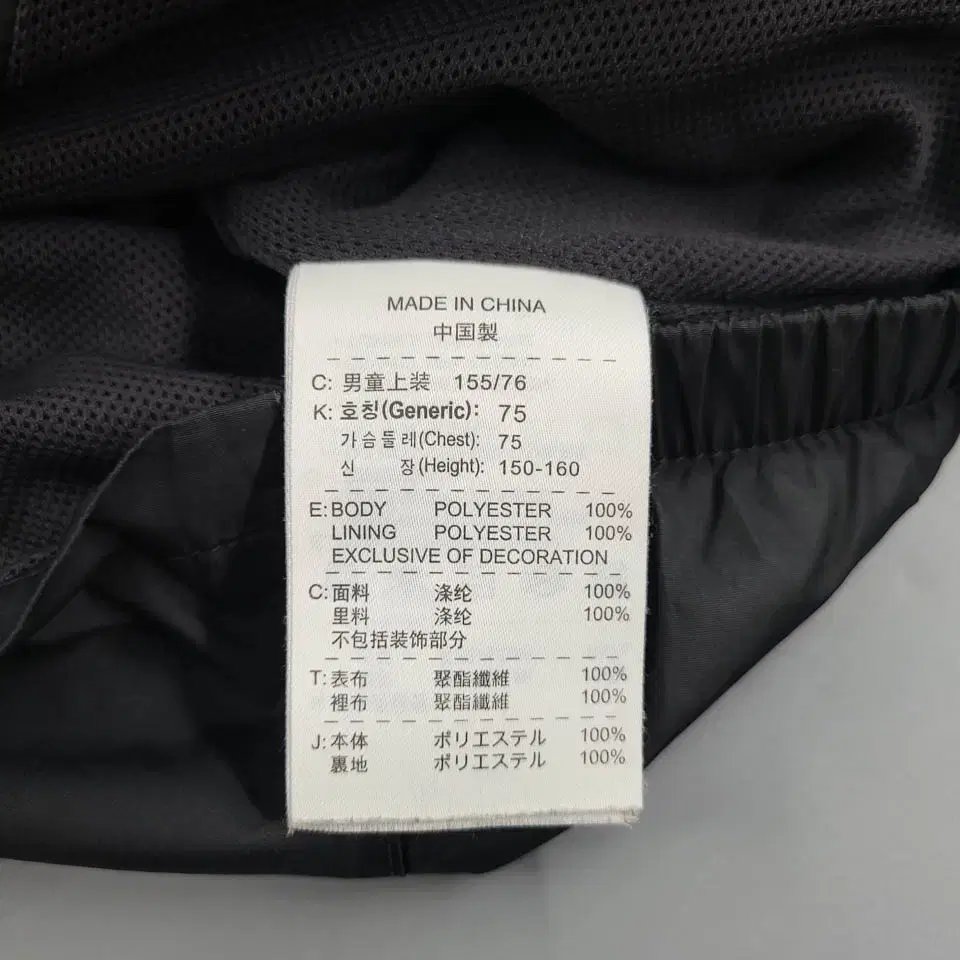 MADE IN CHINA
中国製
C: 男童上装 155/76
K: 호칭(Generic): 75
가슴둘레(Chest): 75
신 장(Height): 150-160
E: BODY POLYESTER 100%
LINING POLYESTER 100%
EXCLUSIVE OF DECORATION
C: 面料 涤纶 100%
里料 涤纶 100%
不包括装饰部分
T: 表布 聚酯纖維 100%
裡布 聚酯纖維 100%
J: 本体 ポリエステル 100%
裏地 ポリエステル 100%